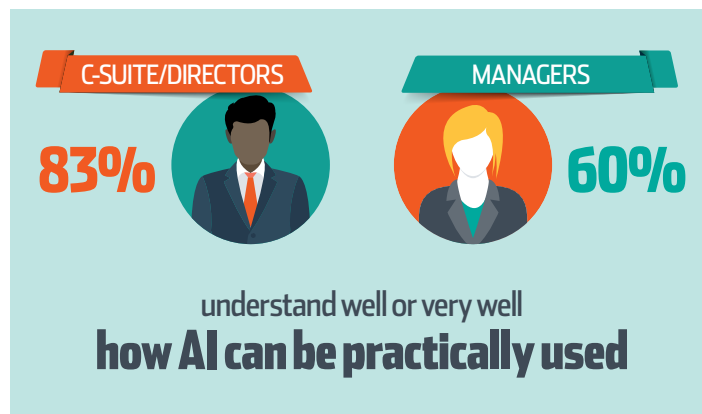 C-SUITE/DIRECTORS
MANAGERS
83%
60%
understand well or very well
how AI can be practically used